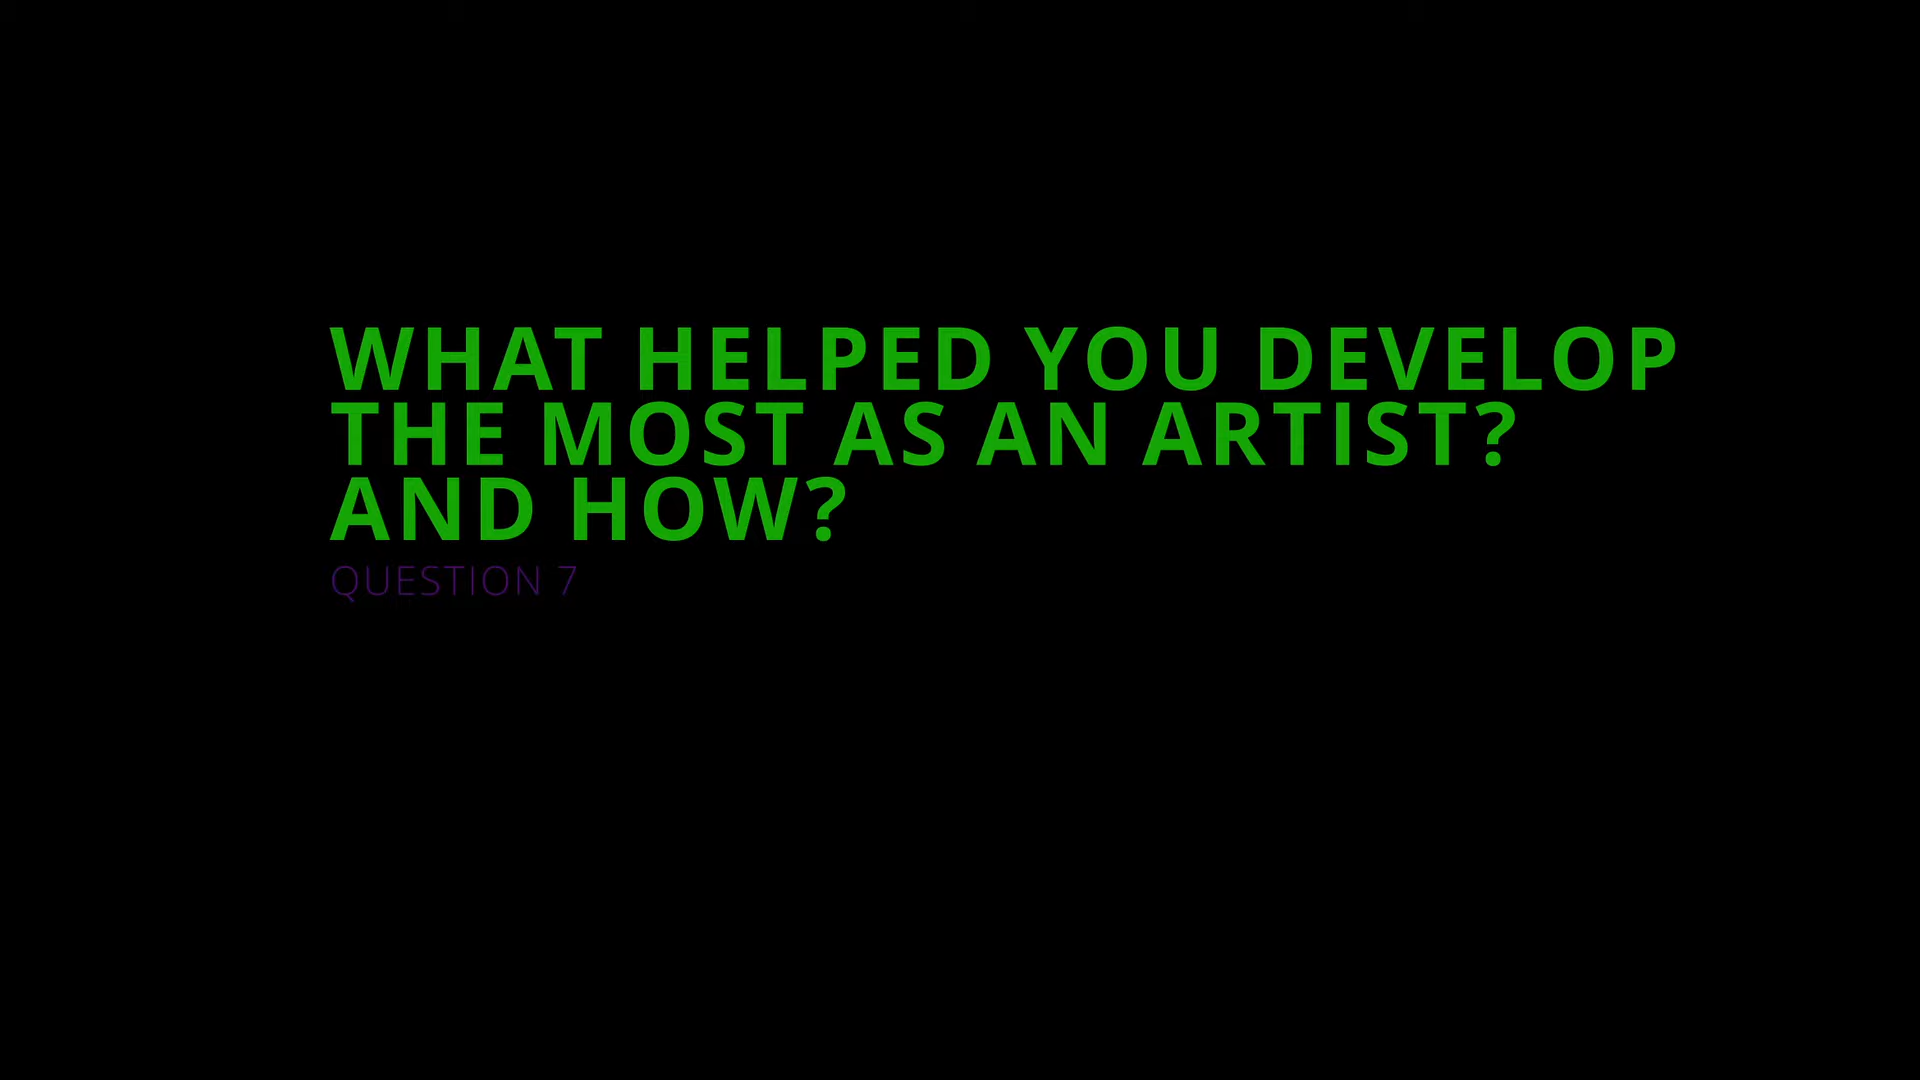 WHAT HELPED YOU DEVELOP
THE MOST AS AN ARTIST?
AND HOW?
QUESTION 7